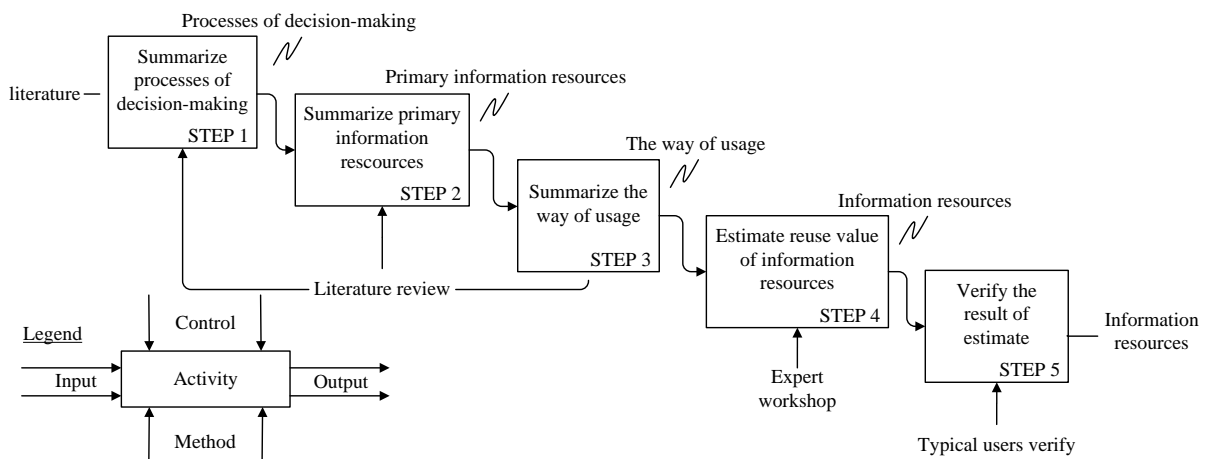 Processes of decision-making
Summarize
processes of
decision-making
STEP 1
literature
Primary information resources
Summarize primary
information
rescources
STEP 2
The way of usage
Summarize the
way of usage
STEP 3
Information resources
Estimate reuse value
of information
resources
STEP 4
Verify the
result of
estimate
STEP 5
Information
resources
Literature review
Expert
workshop
Typical users verify
Legend
Control
Input
Activity
Output
Method